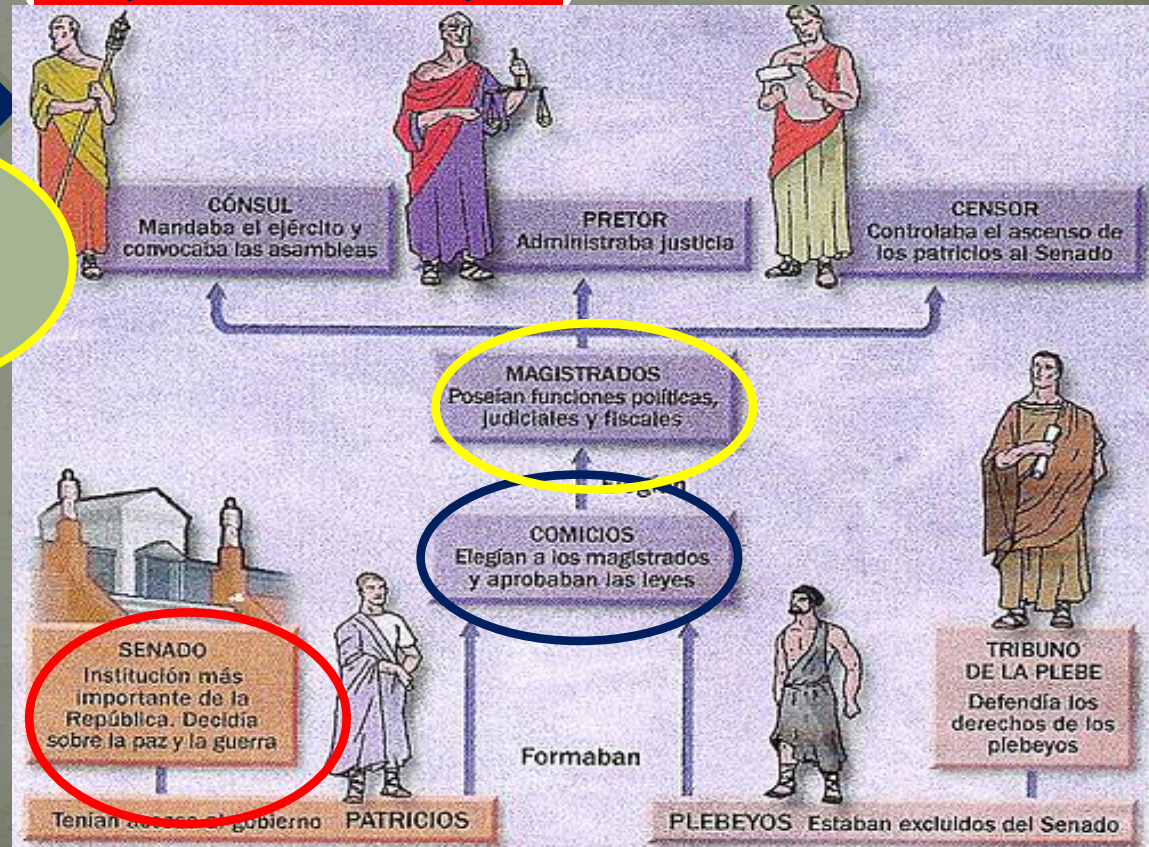 CÓNSUL
Mandaba el ejército y
convocaba las asambleas
PRETOR
Administraba justicia
CENSOR
Controlaba el ascenso de
los patricios al Senado
MAGISTRADOS
Poseían funciones políticas,
judiciales y fiscales
COMICIOS
Elegían a los magistrados
y aprobaban las leyes
SENADO
Institución más
importante de la
República. Decidía
sobre la paz y la guerra
TRIBUNO
DE LA PLEBE
Defendía los
derechos de los
plebeyos
Formaban
Tenían acceso al gobierno PATRICIOS
PLEBEYOS Estaban excluidos del Senado